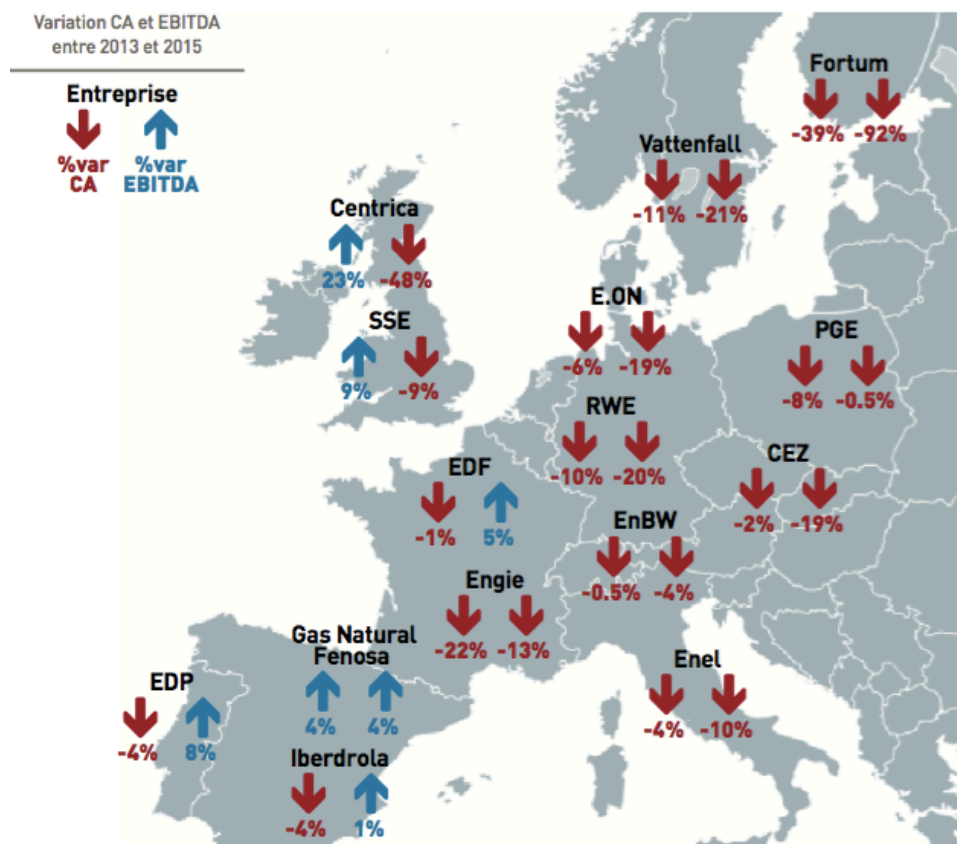 Variation CA et EBITDA
entre 2013 et 2015
Entreprise
%var %var
CA EBITDA
Fortum
-39% -92%
Vattenfall
-11% -21%
Centrica
23% -48%
E.ON
-6% -19%
SSE
9% -9%
PGE
-8% -0.5%
RWE
-10% -20%
CEZ
-2% -19%
EDF
-1% 5%
EnBW
-0.5% -4%
Engie
-22% -13%
Gas Natural
Fenosa
4% 4%
EDP
-4% 8%
Enel
-4% -10%
Iberdrola
-4% 1%